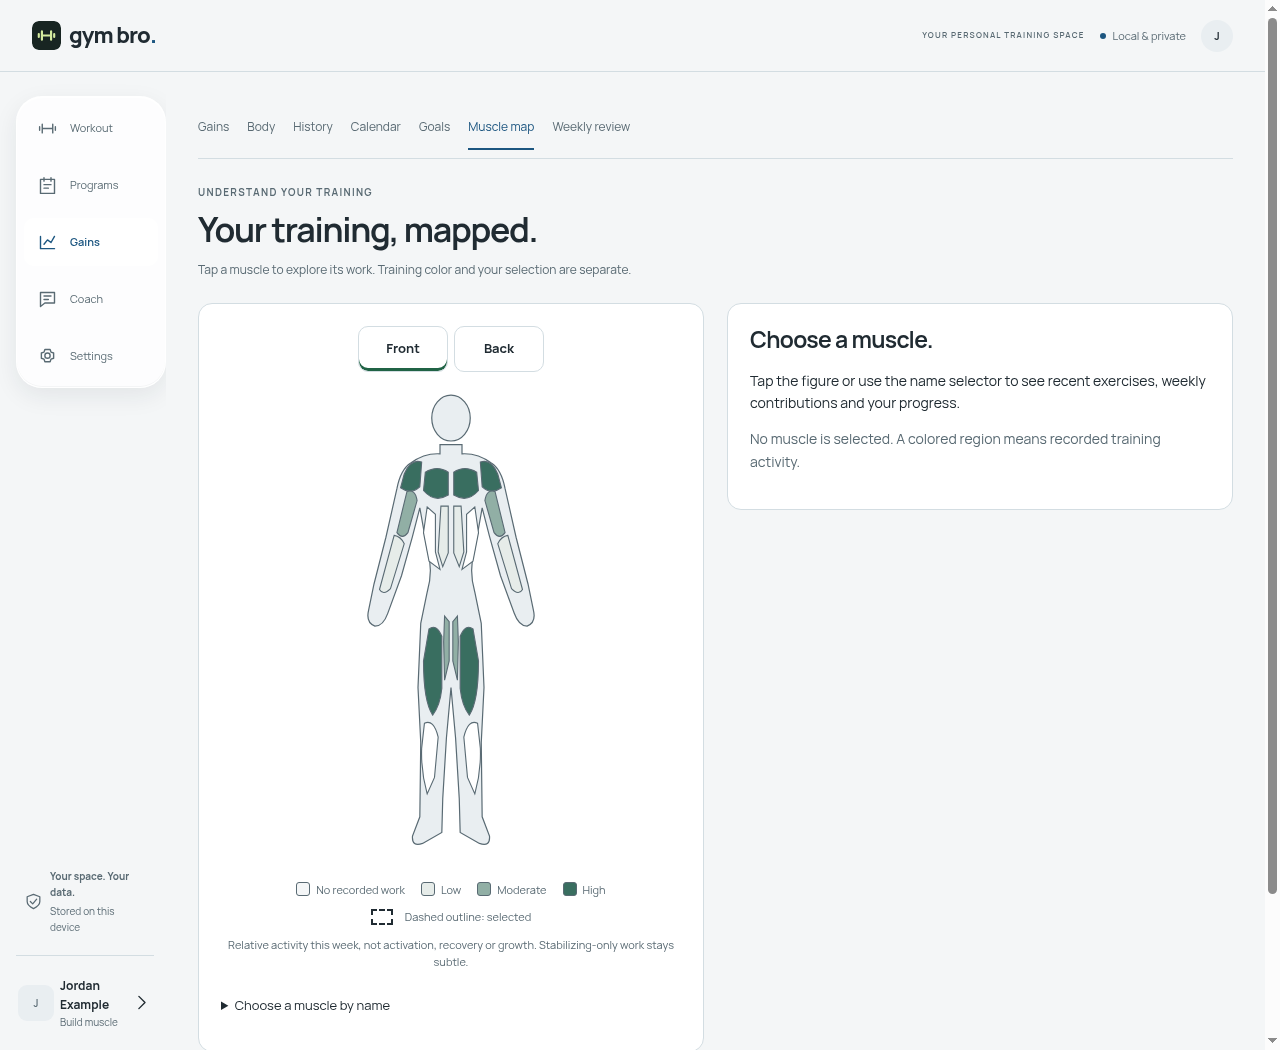 gym bro.
YOUR PERSONAL TRAINING SPACE
Local & private
J
Workout
Programs
Gains
Coach
Settings
Gains
Body
History
Calendar
Goals
Muscle map
Weekly review
UNDERSTAND YOUR TRAINING
Your training, mapped.
Tap a muscle to explore its work. Training color and your selection are separate.
Front
Back
No recorded work
Low
Moderate
High
Dashed outline: selected
Relative activity this week, not activation, recovery or growth. Stabilizing-only work stays
subtle.
Choose a muscle by name
Choose a muscle.
Tap the figure or use the name selector to see recent exercises, weekly
contributions and your progress.
No muscle is selected. A colored region means recorded training
activity.
Your space. Your
data.
Stored on this
device
J
Jordan
Example
Build muscle